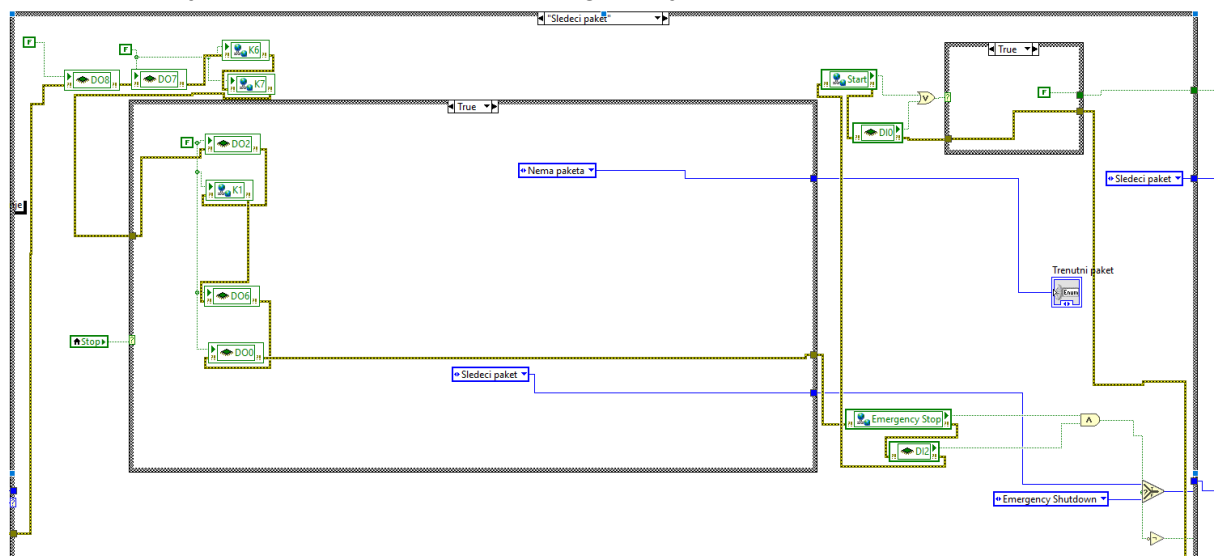 "Sledeci paket"
F
F
K6
DO8
DO7
K7
True
True
Start
F
F
DO2
DI0
Nema paketa
Sledeci paket
K1
je
Trenutni paket
Enum
DO6
Stop
DO0
Sledeci paket
Emergency Stop
DI2
Emergency Shutdown